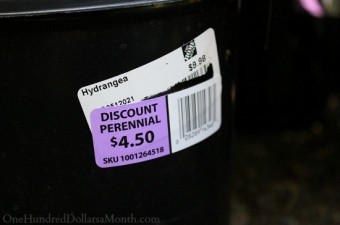 Hydrangea
$9.98
DISCOUNT
PERENNIAL
$4.50
SKU 1001264518
OneHundredDollarsaMonth.com